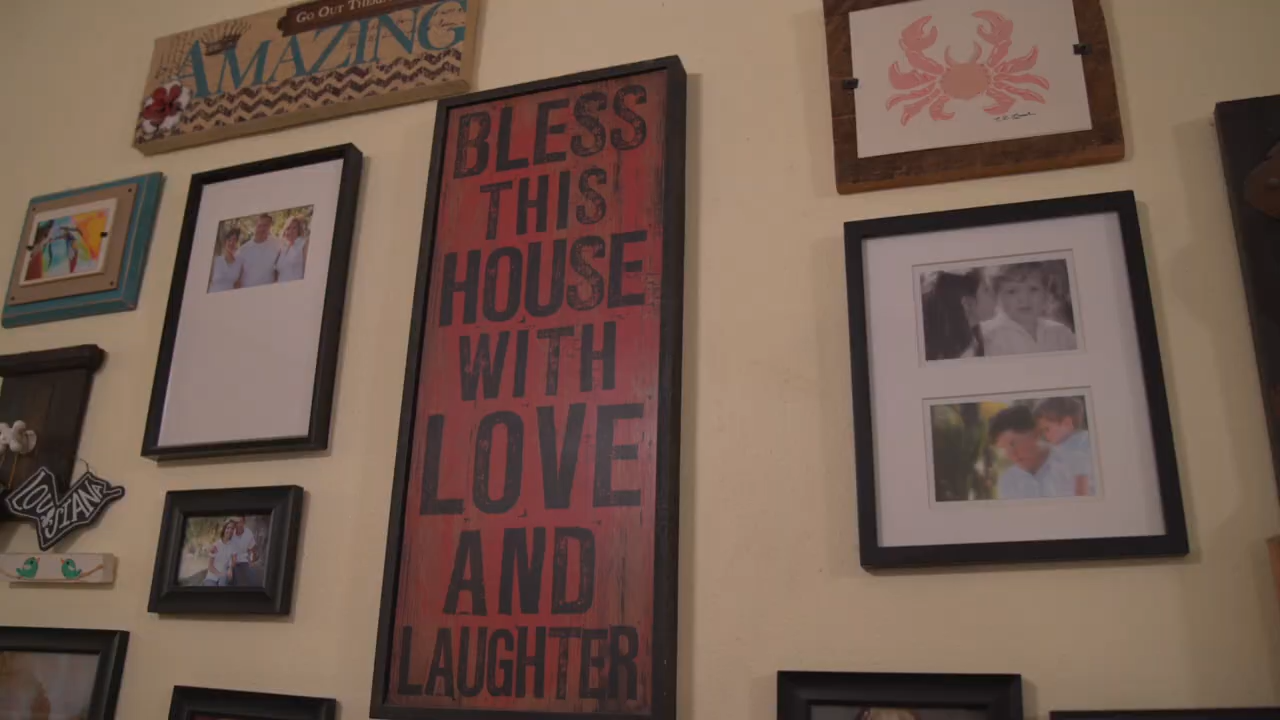 Go Out There
AMAZING
BLESS
THIS
HOUSE
WITH
LOVE
AND
LAUGHTER
LOUISIANA